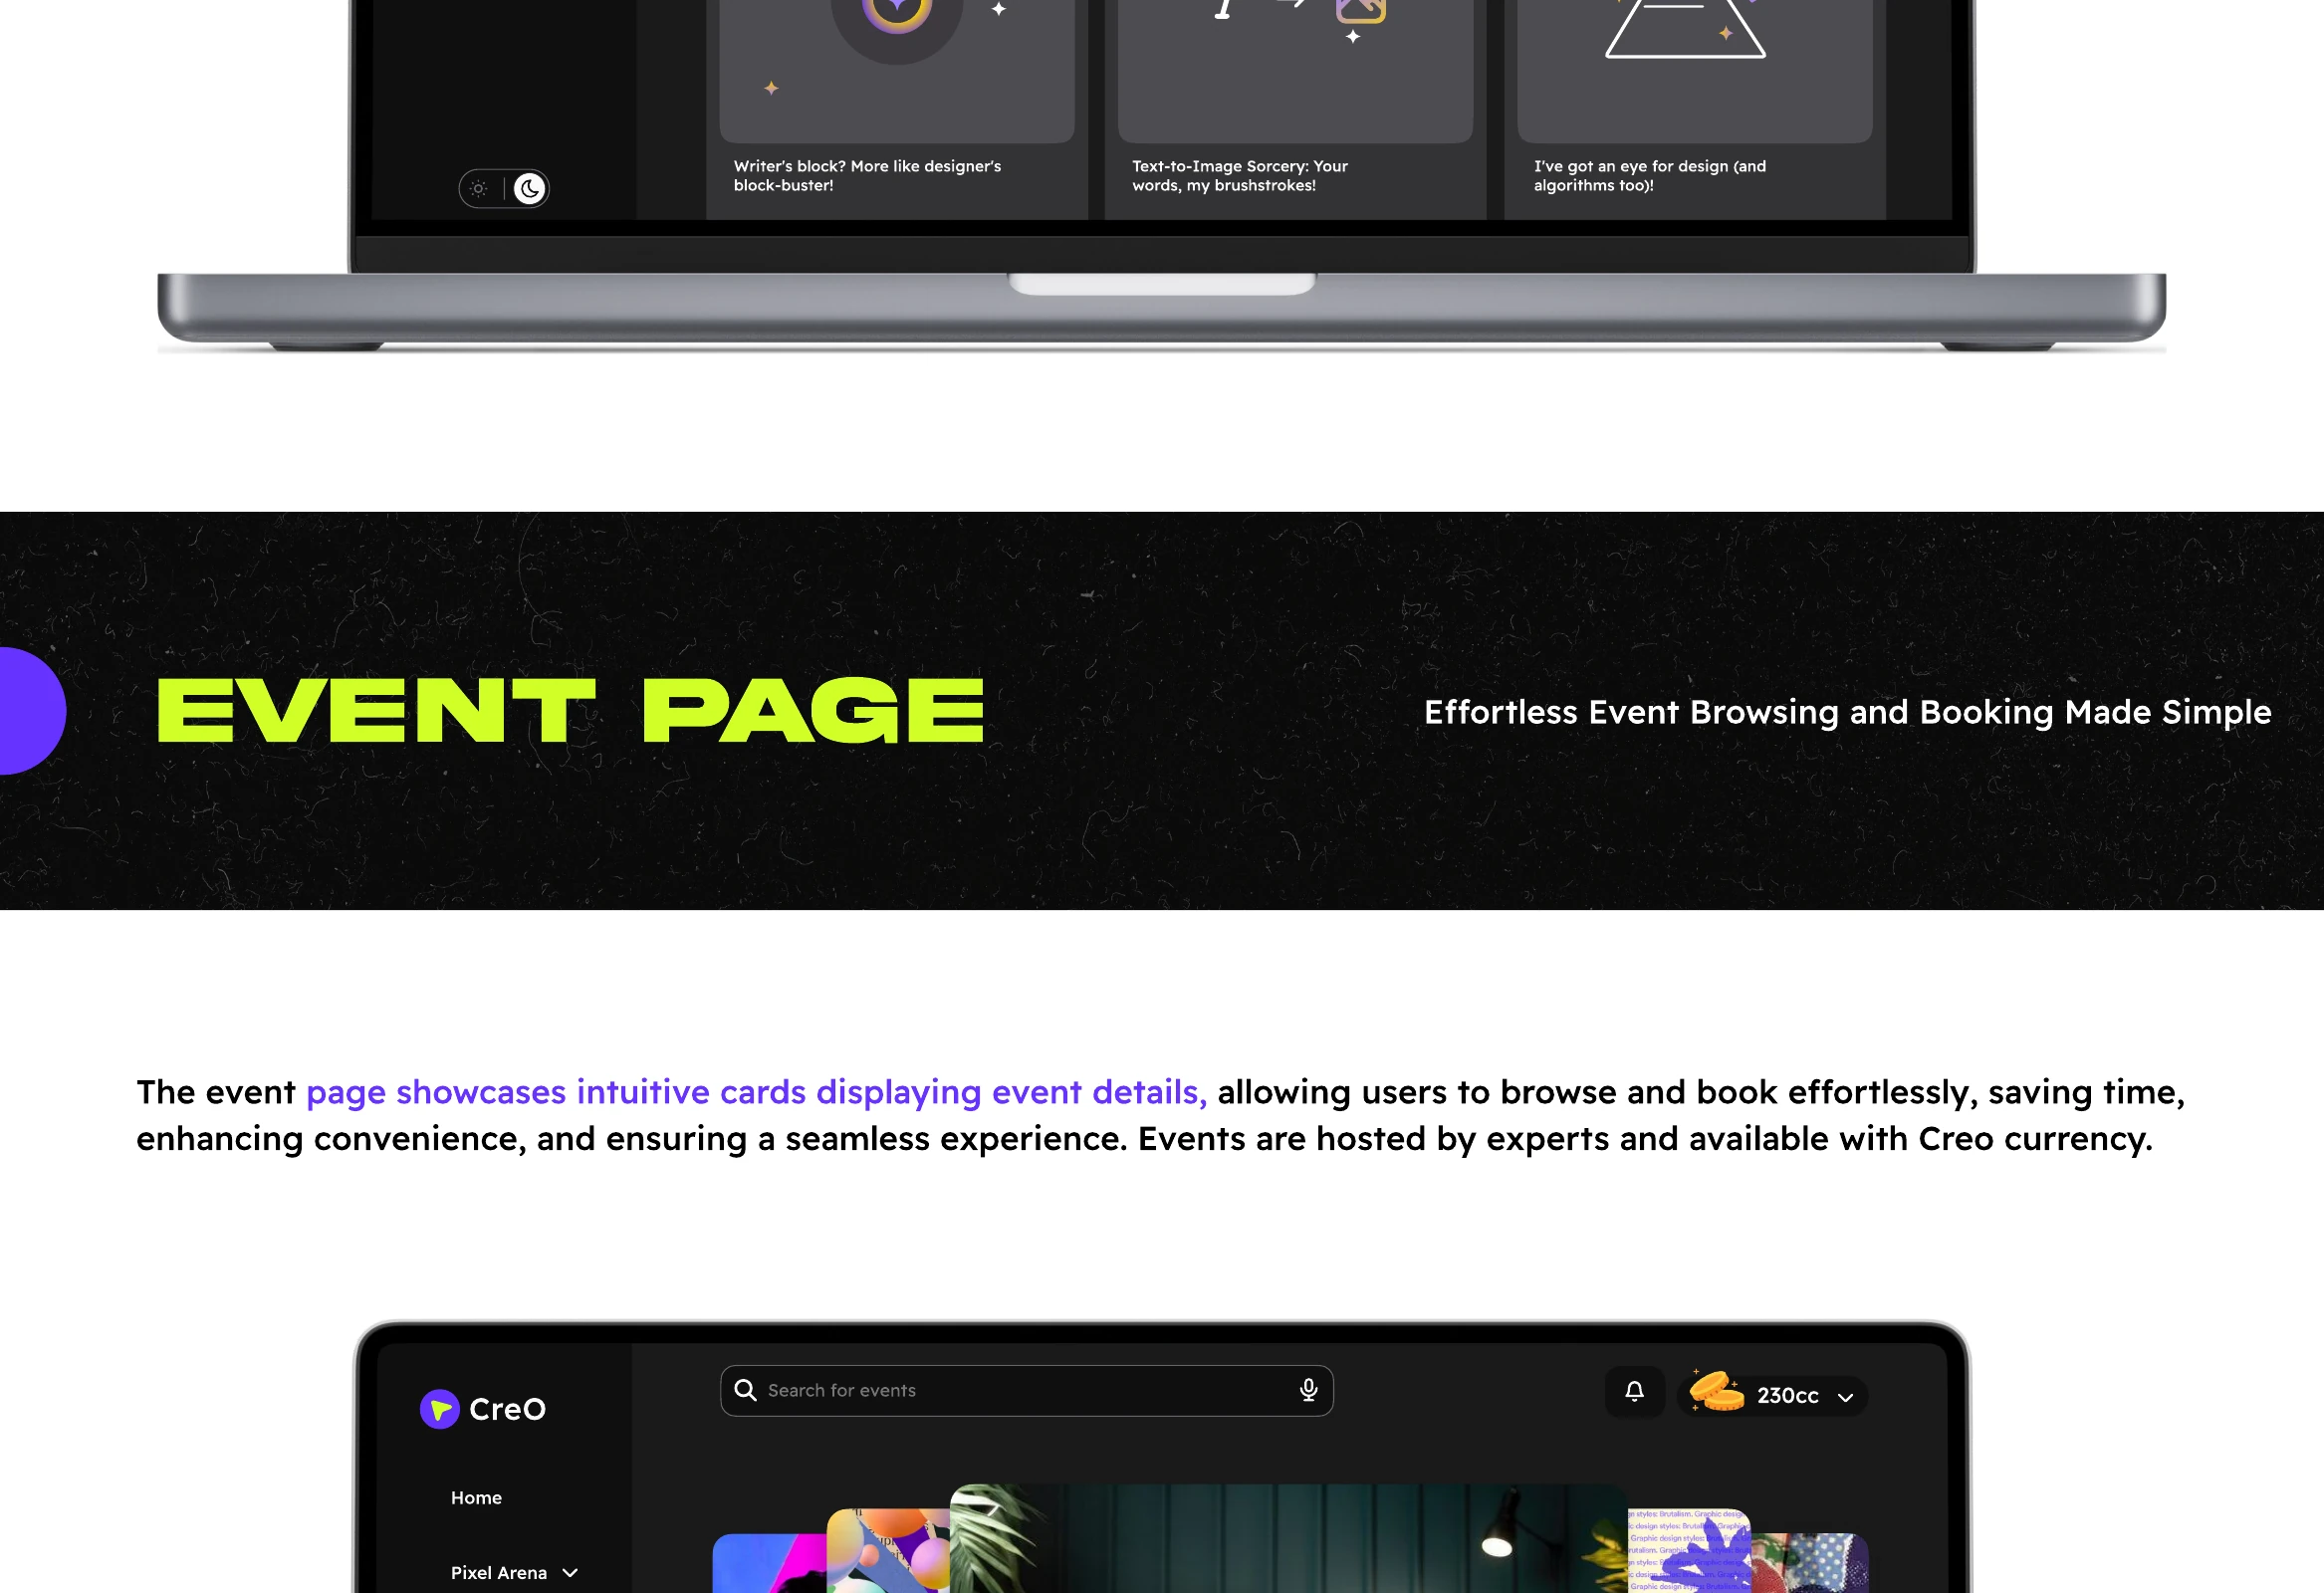 Writer's block? More like designer's
block-buster!
Text-to-Image Sorcery: Your
words, my brushstrokes!
I've got an eye for design (and
algorithms too)!
EVENT PAGE
Effortless Event Browsing and Booking Made Simple
The event page showcases intuitive cards displaying event details, allowing users to browse and book effortlessly, saving time,
enhancing convenience, and ensuring a seamless experience. Events are hosted by experts and available with Creo currency.
CreO
Search for events
230cc
Home
Pixel Arena